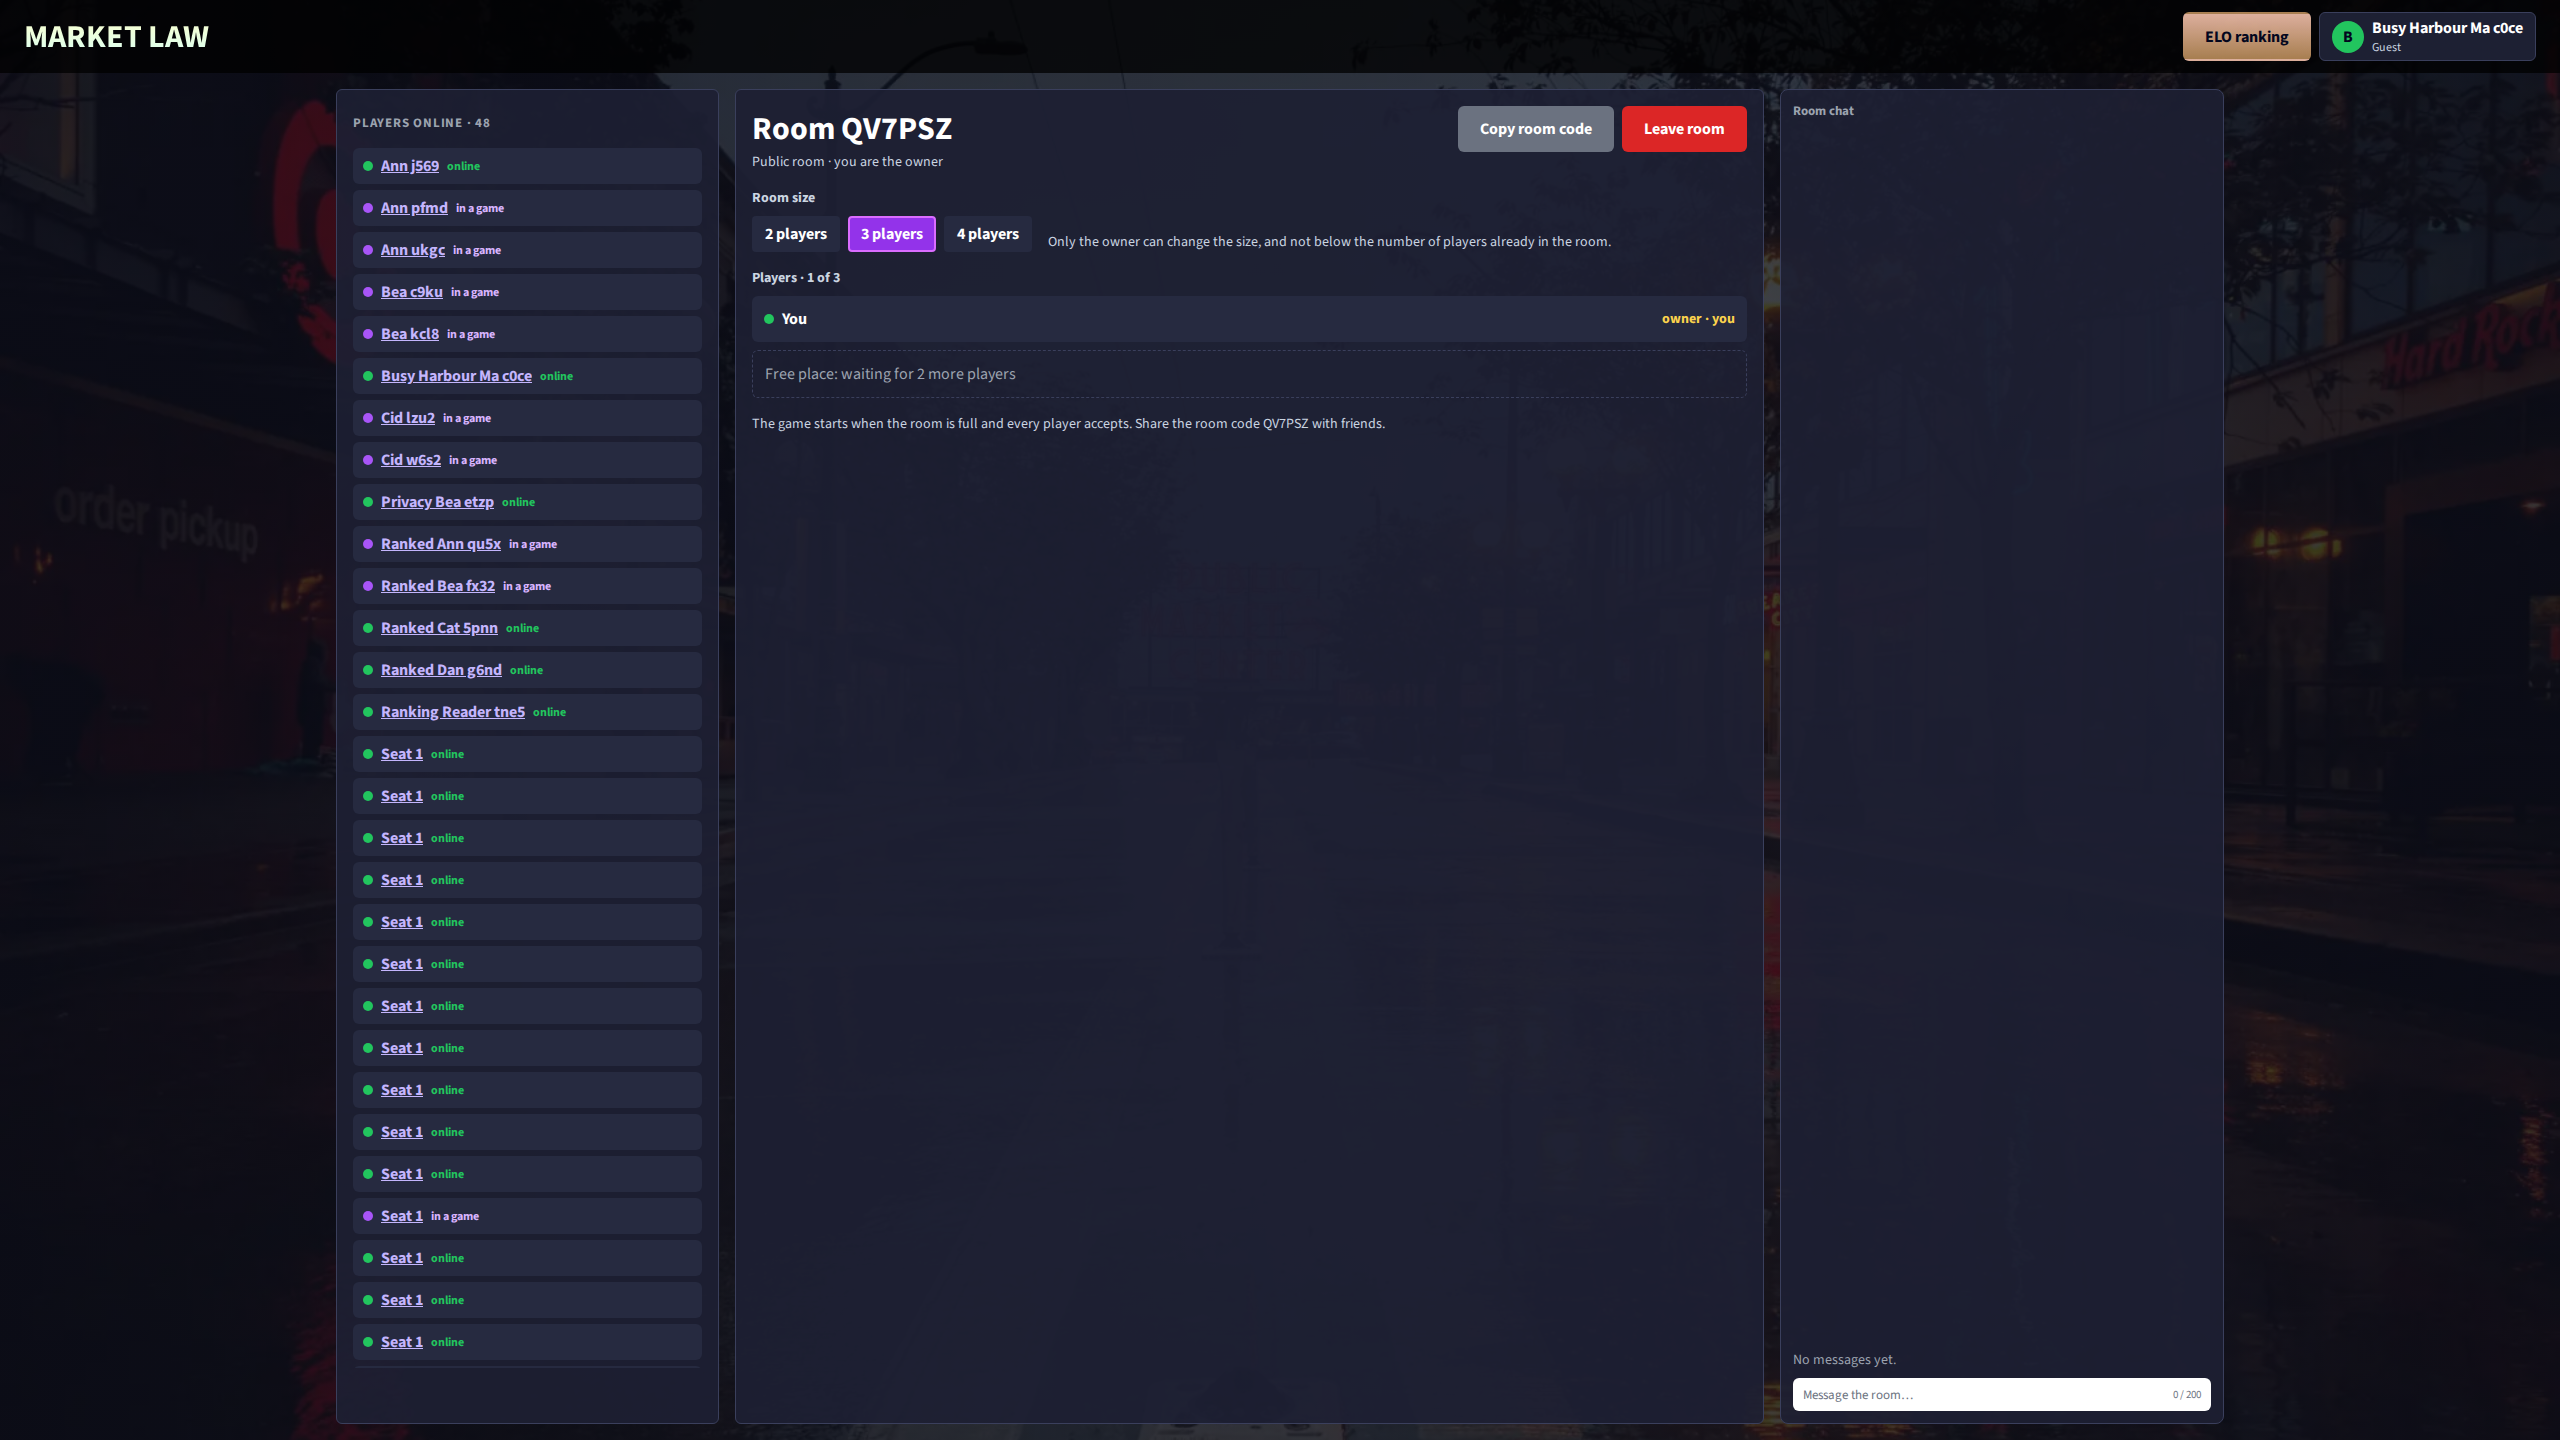 MARKET LAW
ELO ranking
B
Busy Harbour Ma c0ce
Guest
PLAYERS ONLINE · 48
Ann j569 online
Ann pfmd in a game
Ann ukgc in a game
Bea c9ku in a game
Bea kcl8 in a game
Busy Harbour Ma c0ce online
Cid lzu2 in a game
Cid w6s2 in a game
Privacy Bea etzp online
Ranked Ann qu5x in a game
Ranked Bea fx32 in a game
Ranked Cat 5pnn online
Ranked Dan g6nd online
Ranking Reader tne5 online
Seat 1 online
Seat 1 online
Seat 1 online
Seat 1 online
Seat 1 online
Seat 1 online
Seat 1 online
Seat 1 online
Seat 1 online
Seat 1 online
Seat 1 online
Seat 1 in a game
Seat 1 online
Seat 1 online
Seat 1 online
Room QV7PSZ
Public room · you are the owner
Copy room code
Leave room
Room size
2 players
3 players
4 players
Only the owner can change the size, and not below the number of players already in the room.
Players · 1 of 3
You
owner · you
Free place: waiting for 2 more players
The game starts when the room is full and every player accepts. Share the room code QV7PSZ with friends.
Room chat
No messages yet.
Message the room…
0 / 200
order pickup
Hard Rock